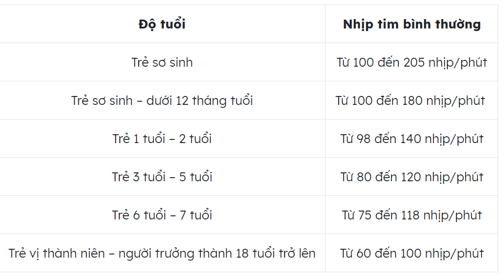 Độ tuổi Nhịp tim bình thường
Trẻ sơ sinh Từ 100 đến 205 nhịp/phút
Trẻ sơ sinh – dưới 12 tháng tuổi Từ 100 đến 180 nhịp/phút
Trẻ 1 tuổi – 2 tuổi Từ 98 đến 140 nhịp/phút
Trẻ 3 tuổi – 5 tuổi Từ 80 đến 120 nhịp/phút
Trẻ 6 tuổi – 7 tuổi Từ 75 đến 118 nhịp/phút
Trẻ vị thành niên – người trưởng thành 18 tuổi trở lên Từ 60 đến 100 nhịp/phút